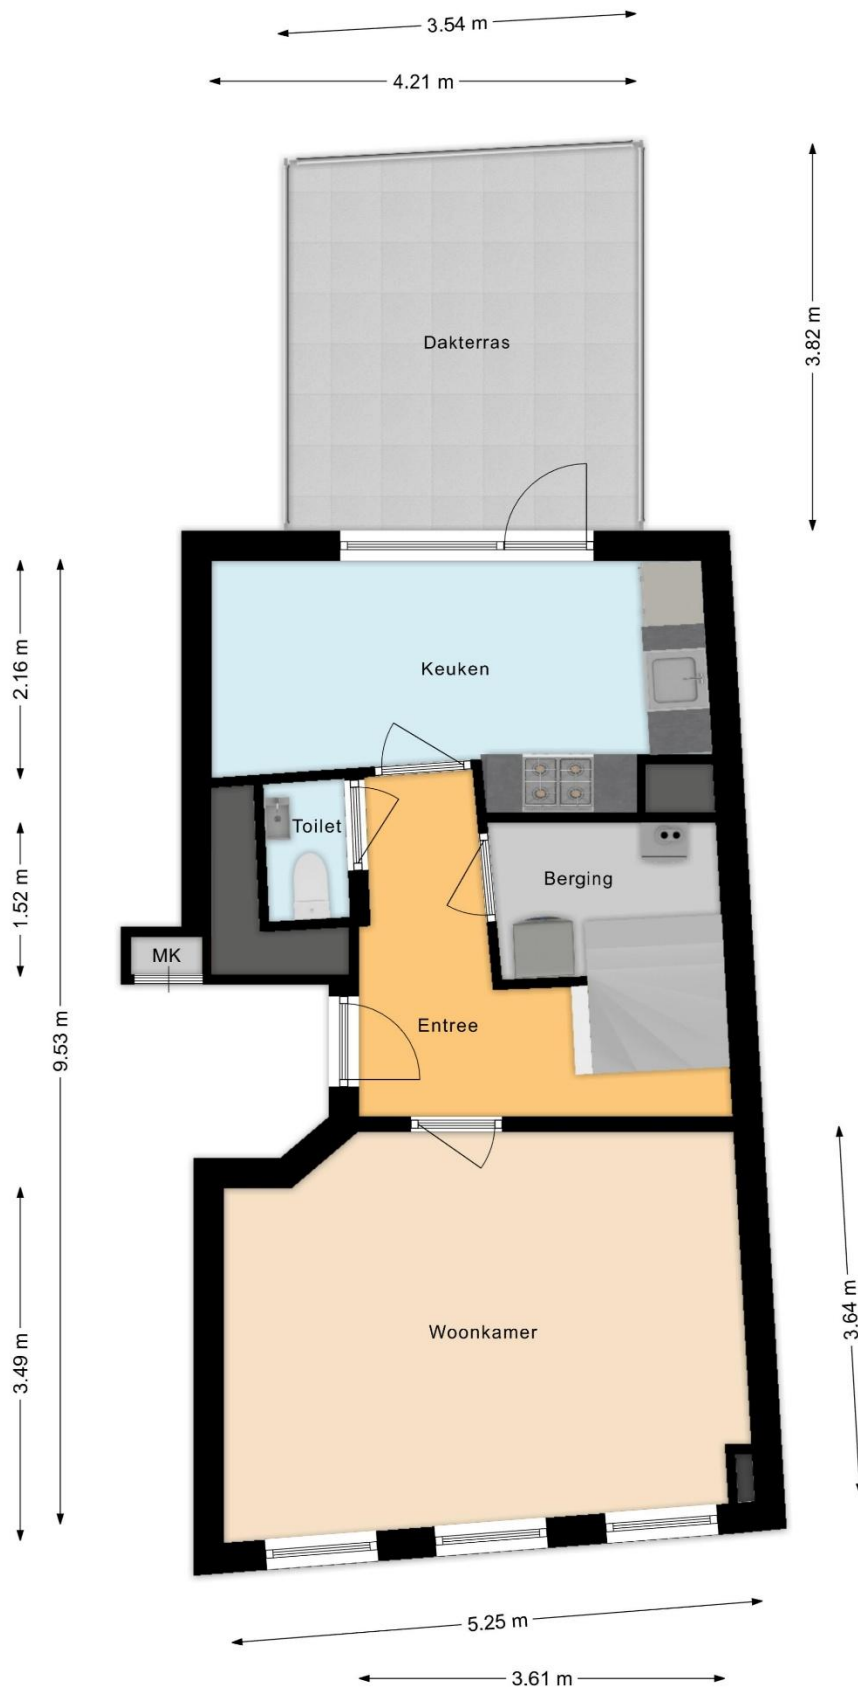 3.54 m
4.21 m
3.82 m
Dakterras
2.16 m
Keuken
Toilet
1.52 m
Berging
MK
Entree
9.53 m
3.64 m
Woonkamer
3.49 m
5.25 m
3.61 m